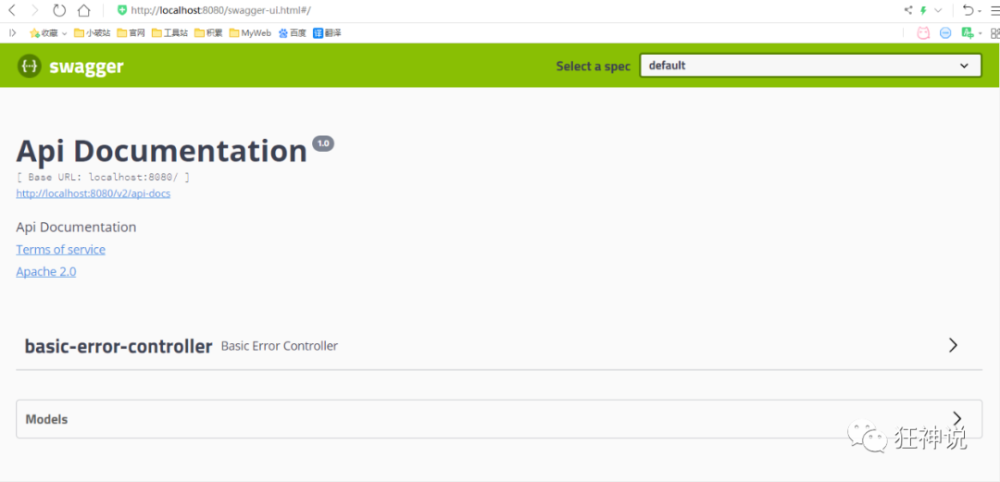 http://localhost:8080/swagger-ui.html#/
收藏 小破站 官网 工具站 积累 MyWeb 百度 译 翻译
swagger Select a spec default
Api Documentation 1.0
[ Base URL: localhost:8080/ ]
http://localhost:8080/v2/api-docs
Api Documentation
Terms of service
Apache 2.0
basic-error-controller Basic Error Controller
Models
狂神说